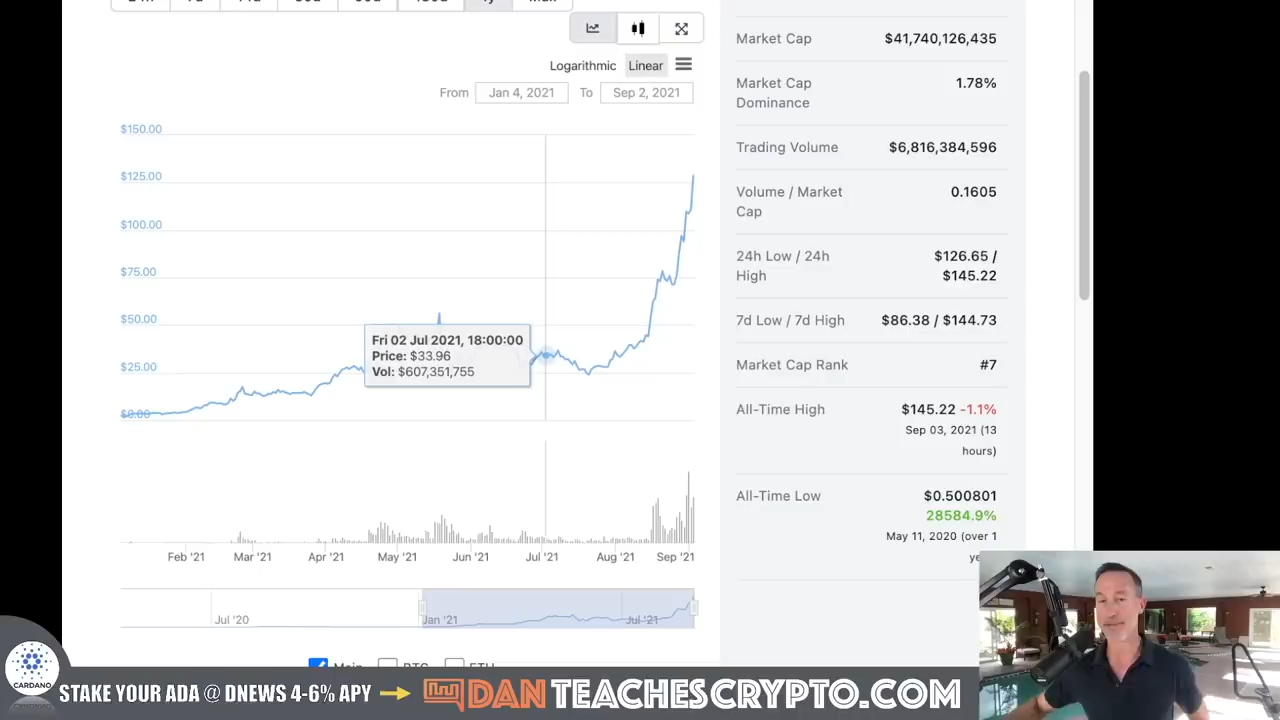 Logarithmic Linear
From Jan 4, 2021 To Sep 2, 2021
$150.00
$125.00
$100.00
$75.00
$50.00
$25.00
$0.00
Fri 02 Jul 2021, 18:00:00
Price: $33.96
Vol: $607,351,755
Feb '21 Mar '21 Apr '21 May '21 Jun '21 Jul '21 Aug '21 Sep '21
Jul '20 Jan '21 Jul '21
Main BTC ETH
Market Cap $41,740,126,435
Market Cap Dominance 1.78%
Trading Volume $6,816,384,596
Volume / Market Cap 0.1605
24h Low / 24h High $126.65 / $145.22
7d Low / 7d High $86.38 / $144.73
Market Cap Rank #7
All-Time High $145.22 -1.1%
Sep 03, 2021 (13 hours)
All-Time Low $0.500801
28584.9%
May 11, 2020 (over 1
CARDANO
STAKE YOUR ADA @ DNEWS 4-6% APY
DANTEACHESCRYPTO.COM